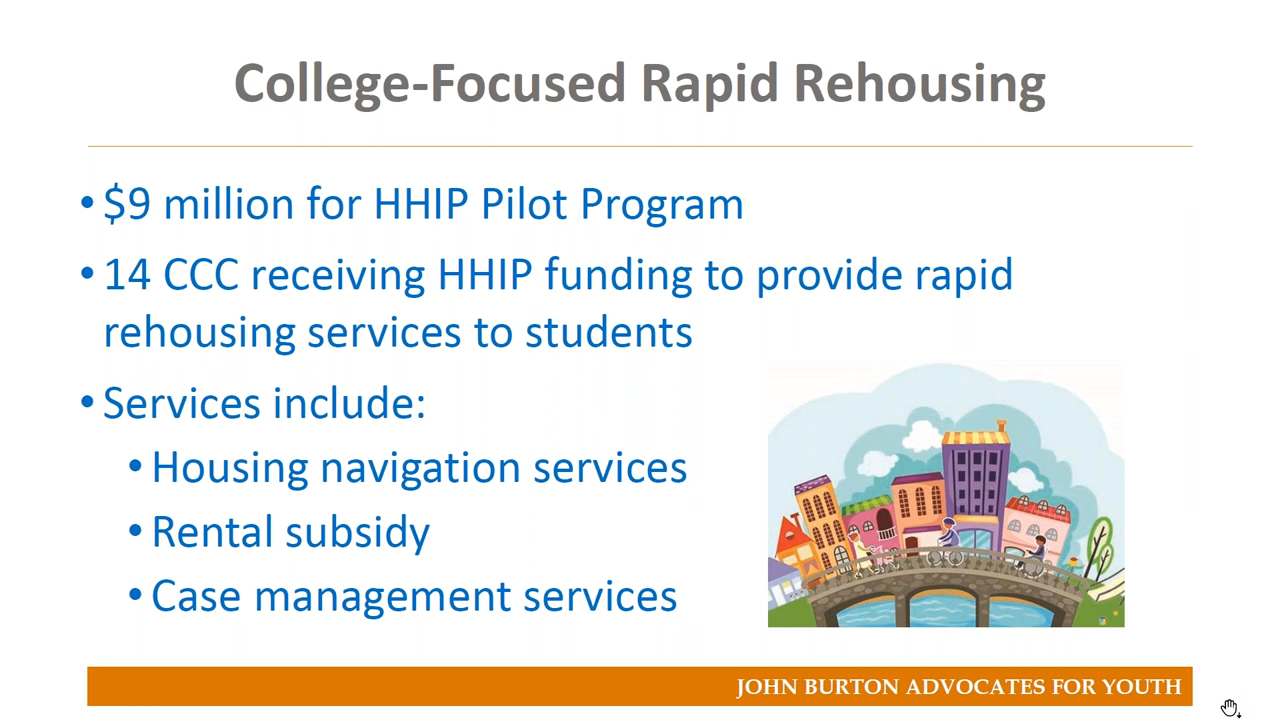 College-Focused Rapid Rehousing
• $9 million for HHIP Pilot Program
• 14 CCC receiving HHIP funding to provide rapid
rehousing services to students
• Services include:
• Housing navigation services
• Rental subsidy
• Case management services
JOHN BURTON ADVOCATES FOR YOUTH